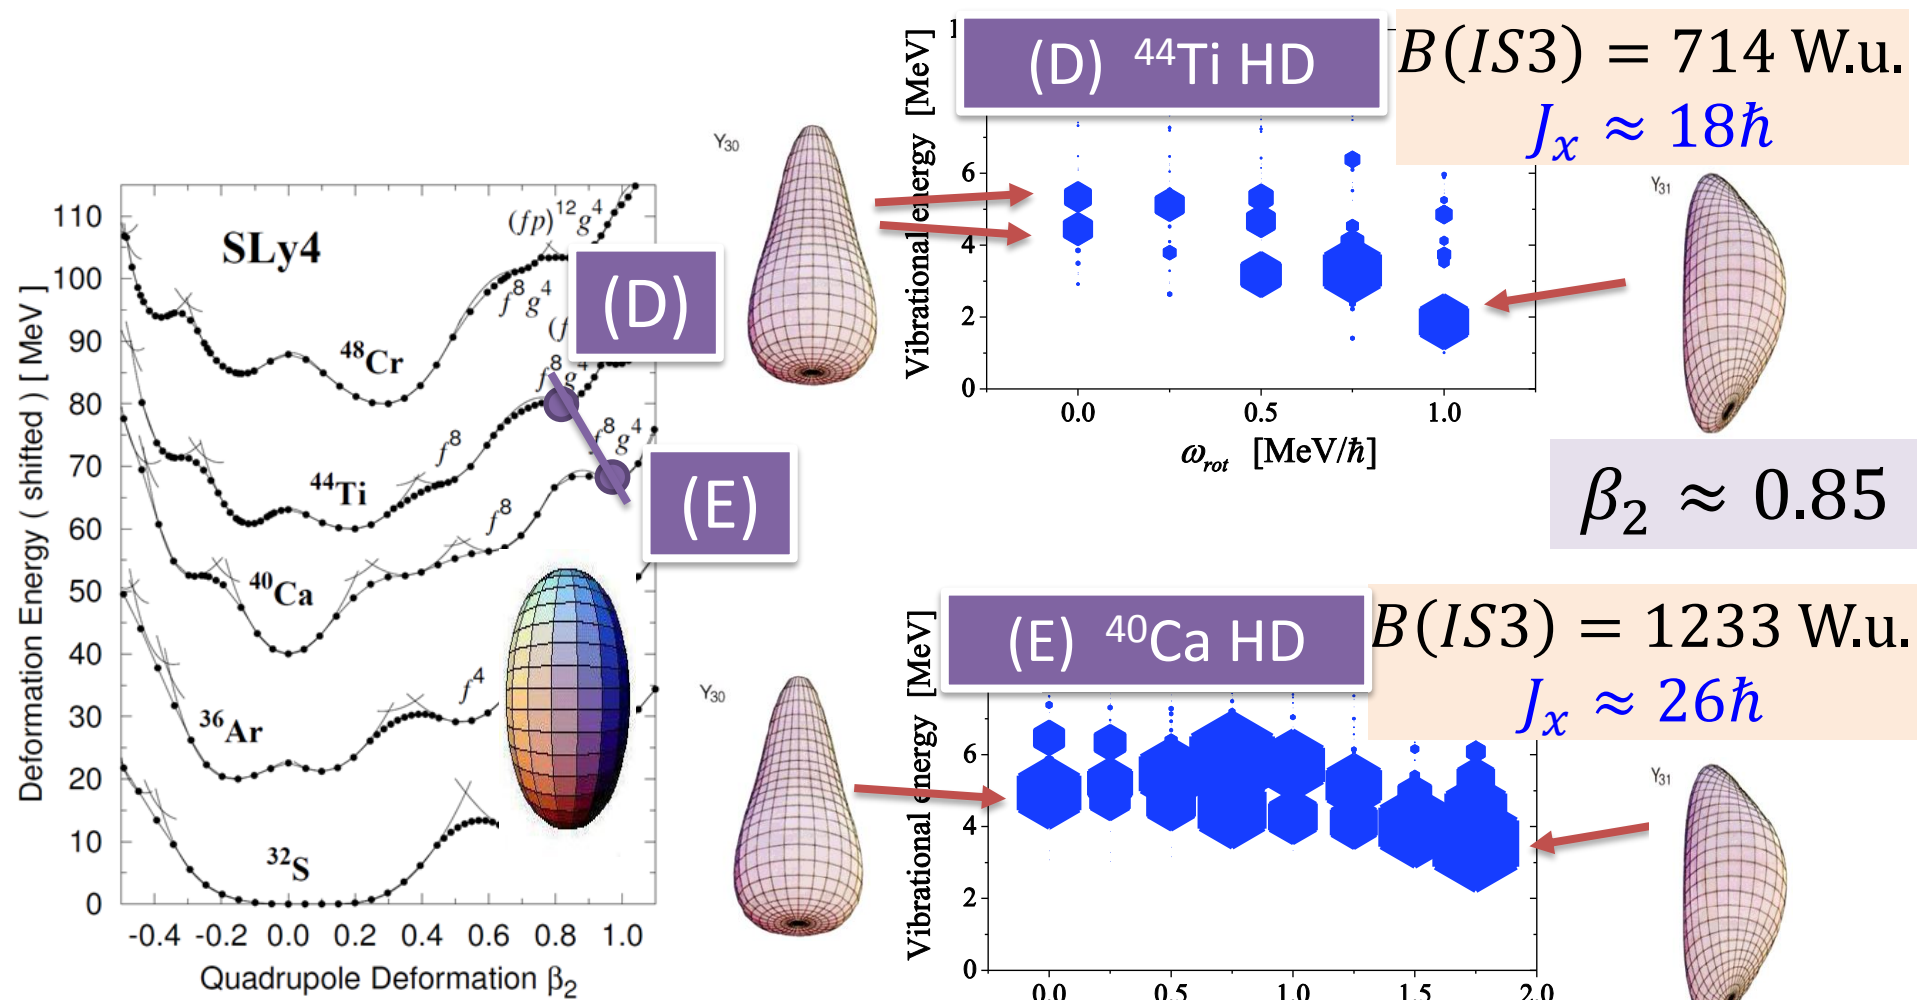 Deformation Energy ( shifted ) [ MeV ]
110
100
90
80
70
60
50
40
30
20
10
0
SLy4
(fp)¹²g⁴
f⁸g⁴
⁴⁸Cr
f⁸g⁴
⁴⁴Ti
f⁸
f⁸g⁴
⁴⁰Ca
f⁸
³⁶Ar
f⁴
³²S
-0.4 -0.2 0.0 0.2 0.4 0.6 0.8 1.0
Quadrupole Deformation β₂
(D)
(E)
Y₃₀
Vibrational energy [MeV]
(D) ⁴⁴Ti HD
6
4
2
0
0.0 0.5 1.0
ω_rot [MeV/ħ]
B(IS3) = 714 W.u.
Jₓ ≈ 18ħ
Y₃₁
β₂ ≈ 0.85
Y₃₀
Vibrational energy [MeV]
(E) ⁴⁰Ca HD
6
4
2
0
0.0 0.5 1.0 1.5 2.0
B(IS3) = 1233 W.u.
Jₓ ≈ 26ħ
Y₃₁